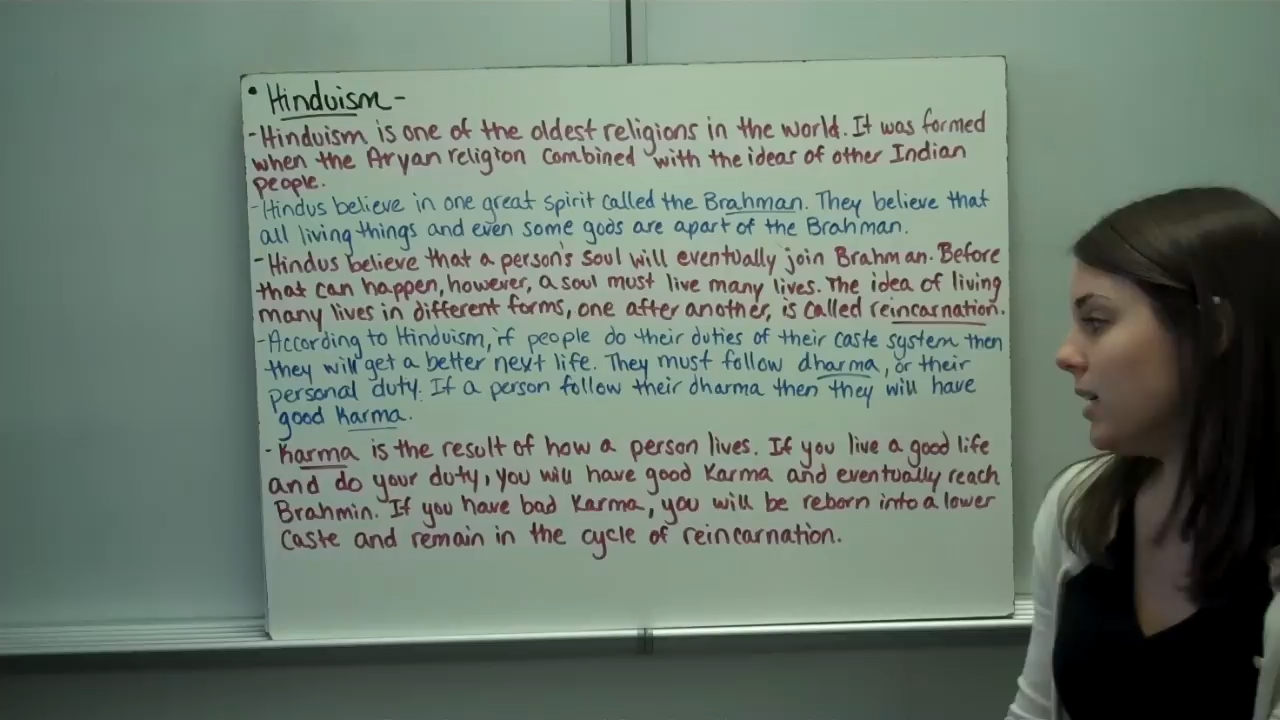 • Hinduism -
- Hinduism is one of the oldest religions in the world. It was formed
when the Aryan religion combined with the ideas of other Indian
people.
- Hindus believe in one great spirit called the Brahman. They believe that
all living things and even some gods are apart of the Brahman.
- Hindus believe that a person's soul will eventually join Brahman. Before
that can happen, however, a soul must live many lives. The idea of living
many lives in different forms, one after another, is called reincarnation.
- According to Hinduism, if people do their duties of their caste system then
they will get a better next life. They must follow dharma, or their
personal duty. If a person follow their dharma then they will have
good Karma.
- Karma is the result of how a person lives. If you live a good life
and do your duty, you will have good Karma and eventually reach
Brahmin. If you have bad Karma, you will be reborn into a lower
caste and remain in the cycle of reincarnation.